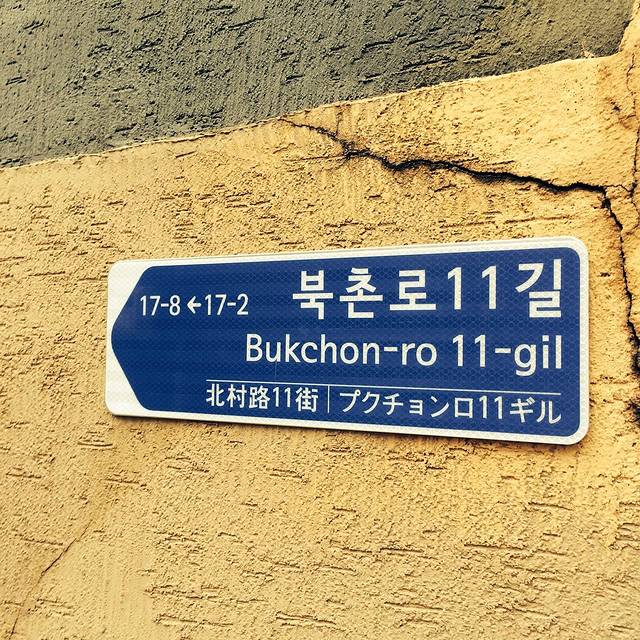 북촌로11길
17-8 ←17-2
Bukchon-ro 11-gil
北村路11街 | プクチョンロ11ギル